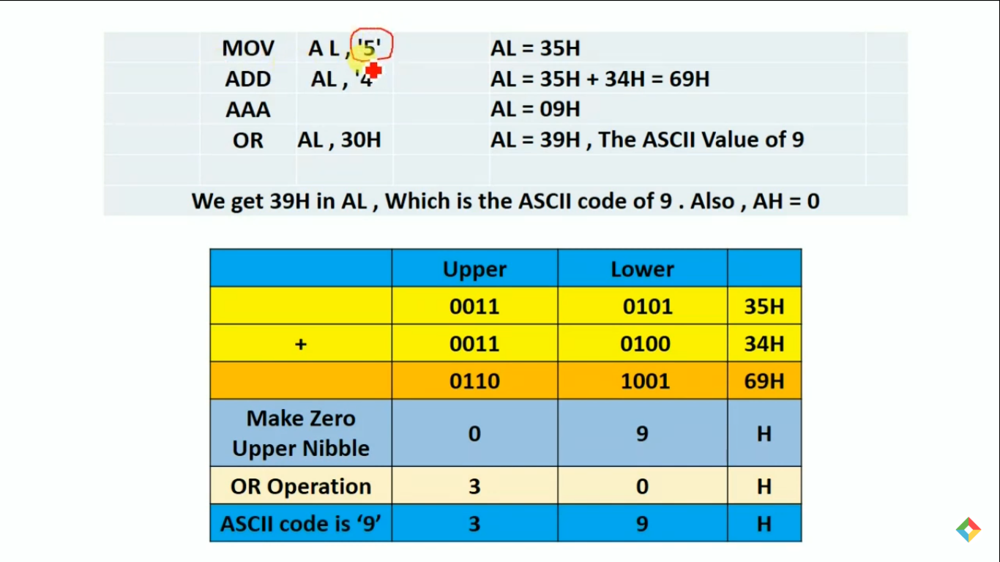 MOV A L , '5' AL = 35H
ADD AL , '4' AL = 35H + 34H = 69H
AAA AL = 09H
OR AL , 30H AL = 39H , The ASCII Value of 9
We get 39H in AL , Which is the ASCII code of 9 . Also , AH = 0
Upper Lower
0011 0101 35H
+ 0011 0100 34H
0110 1001 69H
Make Zero
Upper Nibble 0 9 H
OR Operation 3 0 H
ASCII code is ‘9’ 3 9 H